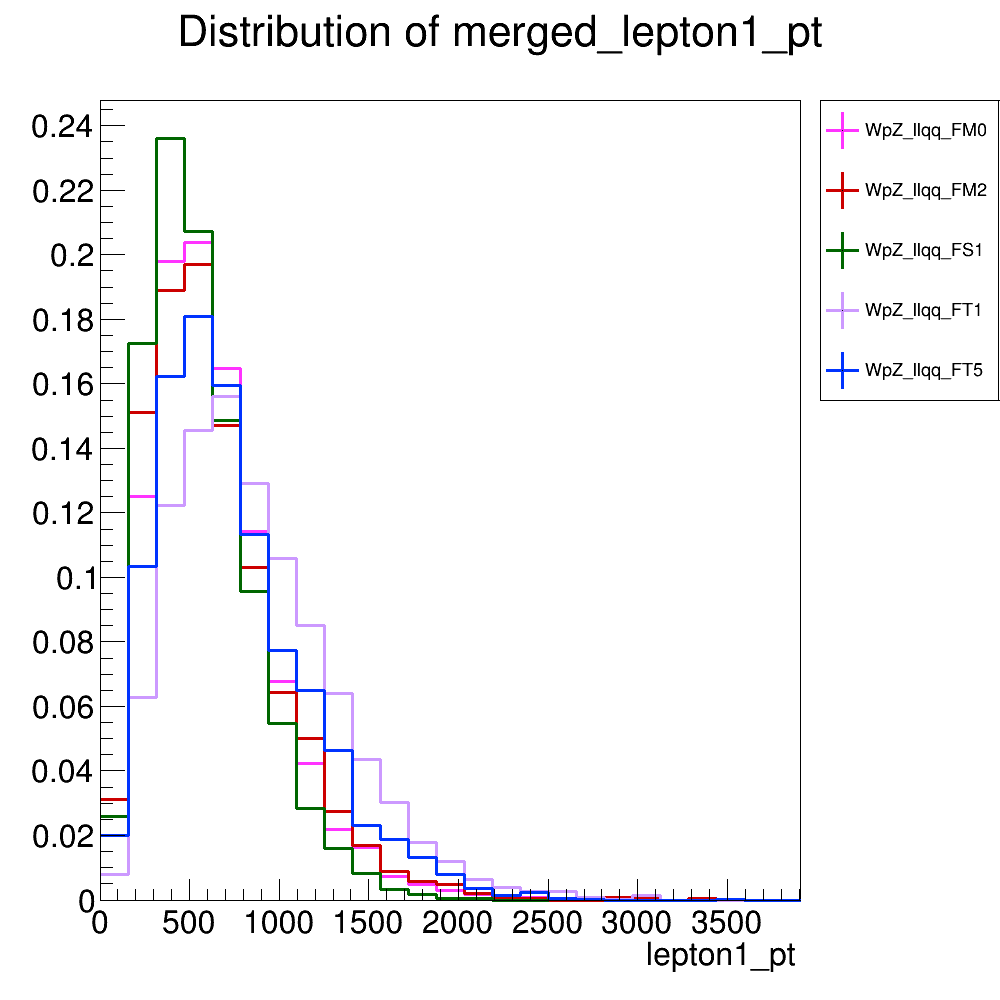 Distribution of merged_lepton1_pt
0.24
0.22
0.2
0.18
0.16
0.14
0.12
0.1
0.08
0.06
0.04
0.02
0
0 500 1000 1500 2000 2500 3000 3500
lepton1_pt
WpZ_llqq_FM0
WpZ_llqq_FM2
WpZ_llqq_FS1
WpZ_llqq_FT1
WpZ_llqq_FT5